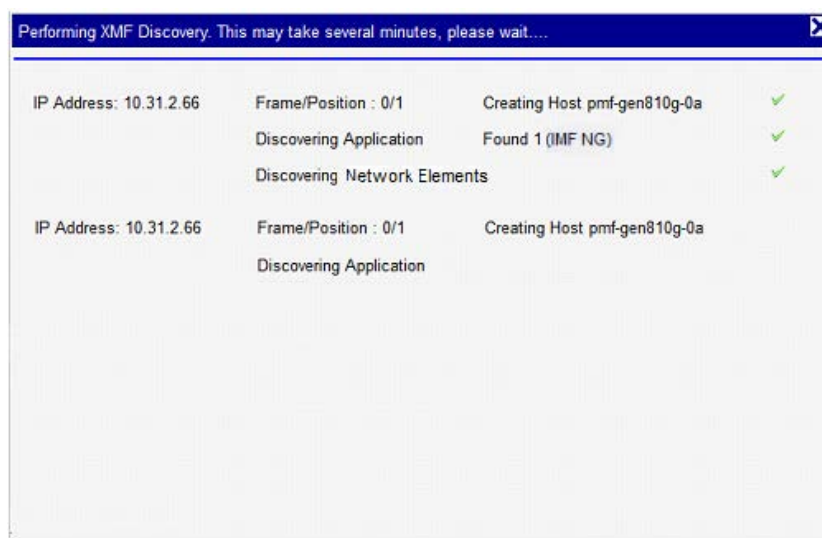 Performing XMF Discovery. This may take several minutes, please wait....
IP Address: 10.31.2.66 Frame/Position : 0/1 Creating Host pmf-gen810g-0a
Discovering Application Found 1 (IMF NG)
Discovering Network Elements
IP Address: 10.31.2.66 Frame/Position : 0/1 Creating Host pmf-gen810g-0a
Discovering Application